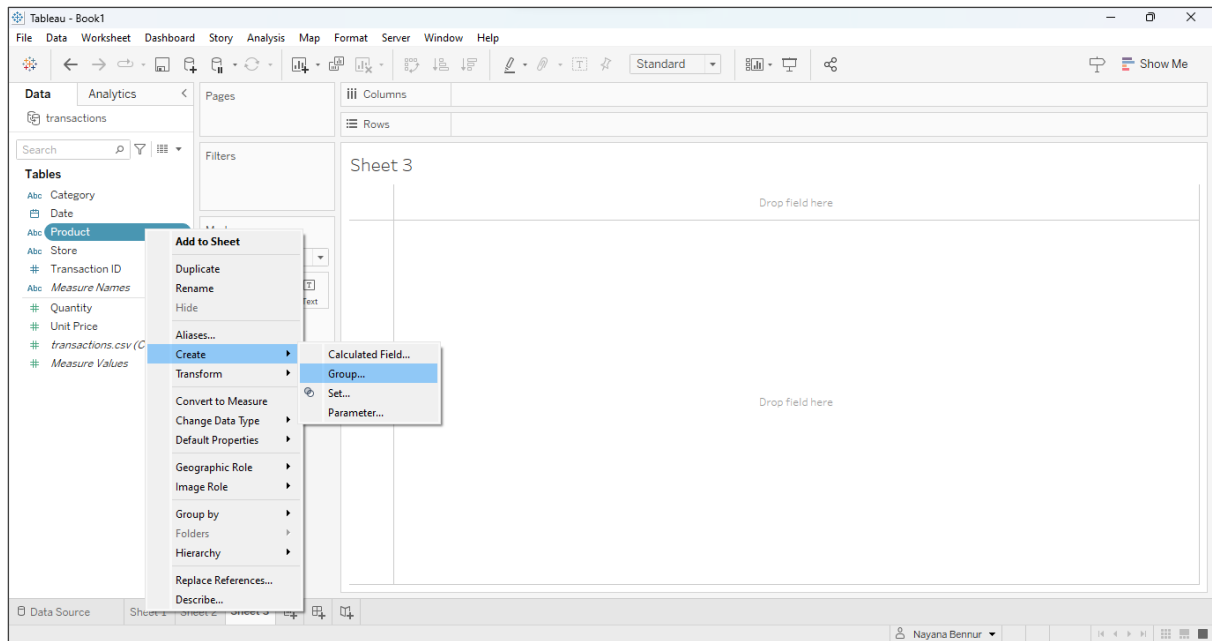 Tableau - Book1
File Data Worksheet Dashboard Story Analysis Map Format Server Window Help
Standard
Show Me
Data Analytics
transactions
Search
Tables
Abc Category
Date
Abc Product
Abc Store
# Transaction ID
Abc Measure Names
# Quantity
# Unit Price
# transactions.csv (C
# Measure Values
Pages
Filters
Columns
Rows
Sheet 3
Drop field here
Drop field here
Add to Sheet
Duplicate
Rename
Hide
Aliases...
Create
Transform
Convert to Measure
Change Data Type
Default Properties
Geographic Role
Image Role
Group by
Folders
Hierarchy
Replace References...
Describe...
Calculated Field...
Group...
Set...
Parameter...
T
Text
Data Source Sheet 1 Sheet 2 Sheet 3
Nayana Bennur